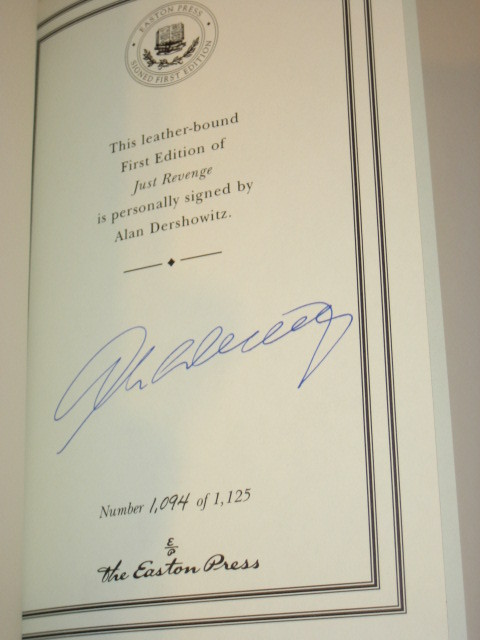 EASTON PRESS
SIGNED FIRST EDITION
This leather-bound
First Edition of
Just Revenge
is personally signed by
Alan Dershowitz.
Number 1,094 of 1,125
E
P
the Easton Press